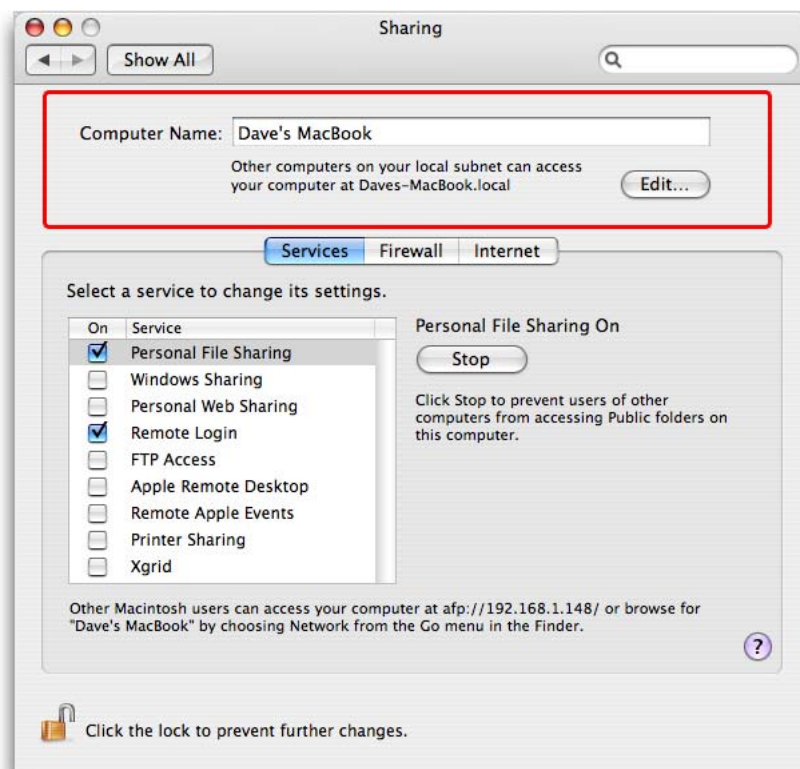 Sharing
Show All
Computer Name: Dave's MacBook
Other computers on your local subnet can access
your computer at Daves-MacBook.local
Edit...
Services Firewall Internet
Select a service to change its settings.
On Service
Personal File Sharing
Windows Sharing
Personal Web Sharing
Remote Login
FTP Access
Apple Remote Desktop
Remote Apple Events
Printer Sharing
Xgrid
Personal File Sharing On
Stop
Click Stop to prevent users of other
computers from accessing Public folders on
this computer.
Other Macintosh users can access your computer at afp://192.168.1.148/ or browse for
"Dave's MacBook" by choosing Network from the Go menu in the Finder.
?
Click the lock to prevent further changes.